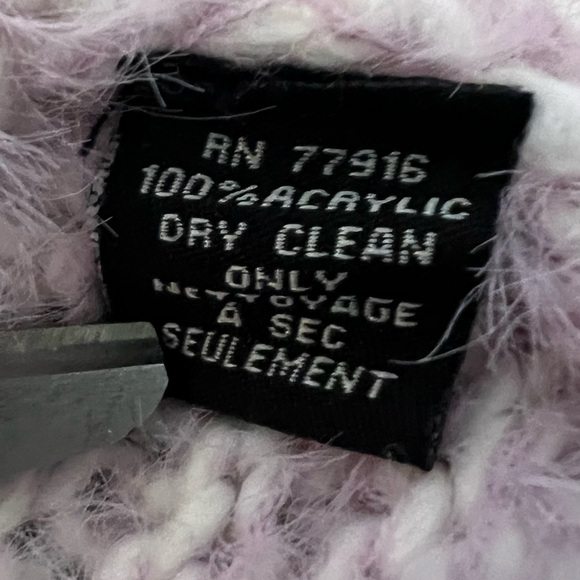 RN 77916
100% ACRYLIC
DRY CLEAN
ONLY
NETTOYAGE
A SEC
SEULEMENT